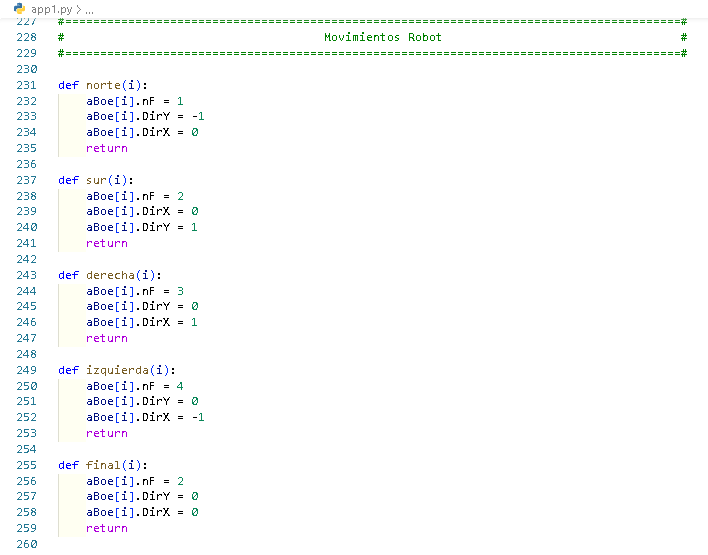 app1.py > ...
227 #=======================================================================================#
228 # Movimientos Robot #
229 #=======================================================================================#
230
231 def norte(i):
232 aBoe[i].nF = 1
233 aBoe[i].DirY = -1
234 aBoe[i].DirX = 0
235 return
236
237 def sur(i):
238 aBoe[i].nF = 2
239 aBoe[i].DirX = 0
240 aBoe[i].DirY = 1
241 return
242
243 def derecha(i):
244 aBoe[i].nF = 3
245 aBoe[i].DirY = 0
246 aBoe[i].DirX = 1
247 return
248
249 def izquierda(i):
250 aBoe[i].nF = 4
251 aBoe[i].DirY = 0
252 aBoe[i].DirX = -1
253 return
254
255 def final(i):
256 aBoe[i].nF = 2
257 aBoe[i].DirY = 0
258 aBoe[i].DirX = 0
259 return
260